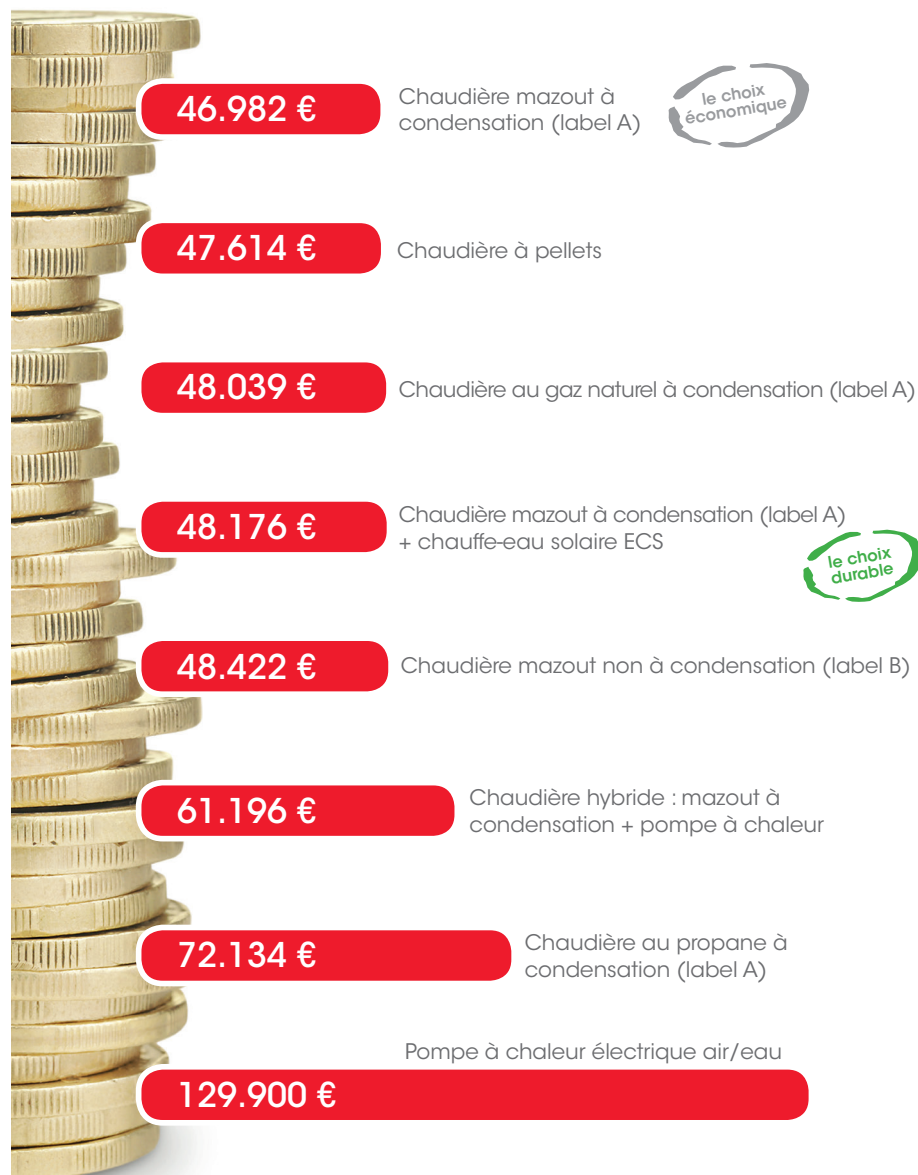 46.982 €
Chaudière mazout à
condensation (label A)
le choix
économique
47.614 €
Chaudière à pellets
48.039 €
Chaudière au gaz naturel à condensation (label A)
48.176 €
Chaudière mazout à condensation (label A)
+ chauffe-eau solaire ECS
le choix
durable
48.422 €
Chaudière mazout non à condensation (label B)
61.196 €
Chaudière hybride : mazout à
condensation + pompe à chaleur
72.134 €
Chaudière au propane à
condensation (label A)
Pompe à chaleur électrique air/eau
129.900 €